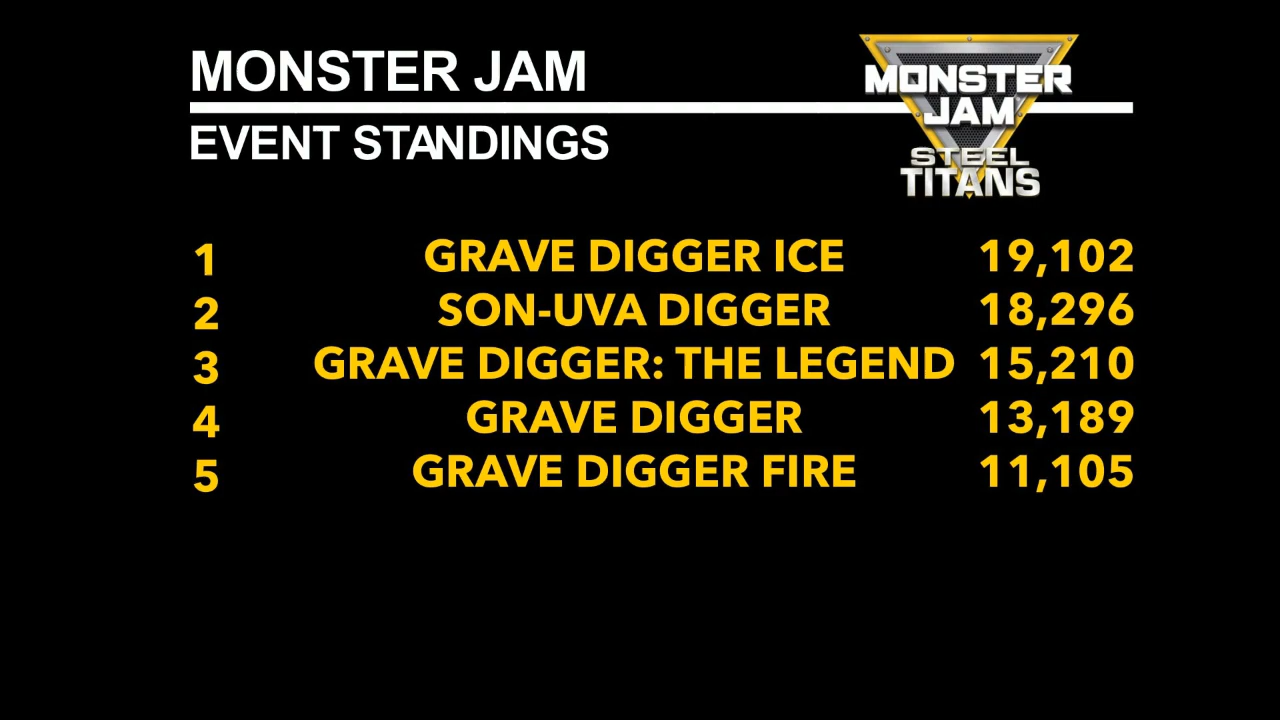 MONSTER JAM
EVENT STANDINGS
MONSTER
JAM
STEEL
TITANS
1 GRAVE DIGGER ICE 19,102
2 SON-UVA DIGGER 18,296
3 GRAVE DIGGER: THE LEGEND 15,210
4 GRAVE DIGGER 13,189
5 GRAVE DIGGER FIRE 11,105